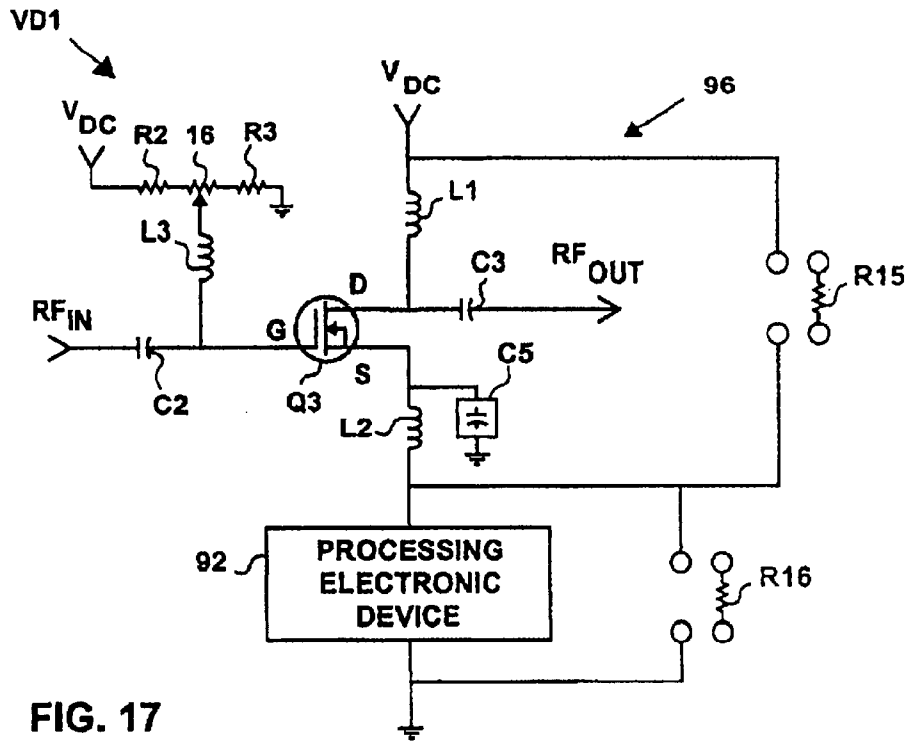 VD1
VDC
96
VDC
R2
16
R3
L1
L3
C3
RFOUT
R15
D
RFIN
G
S
C5
C2
Q3
L2
92
PROCESSING
ELECTRONIC
DEVICE
R16
FIG. 17